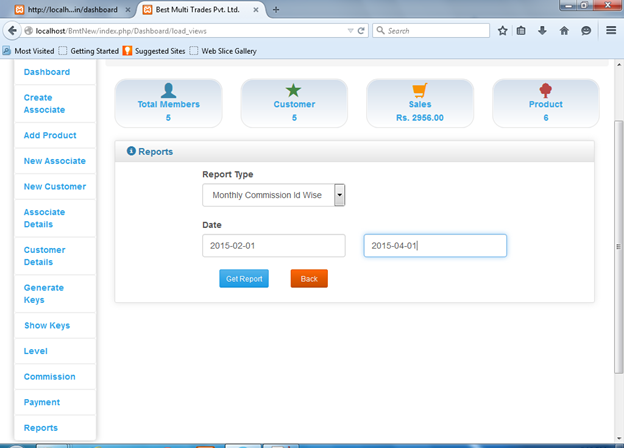 http://localh...in/dashboard
Best Multi Trades Pvt. Ltd.
localhost/BmtNew/index.php/Dashboard/load_views
Search
Most Visited
Getting Started
Suggested Sites
Web Slice Gallery
Dashboard
Create
Associate
Add Product
New Associate
New Customer
Associate
Details
Customer
Details
Generate
Keys
Show Keys
Level
Commission
Payment
Reports
Total Members
5
Customer
5
Sales
Rs. 2956.00
Product
6
Reports
Report Type
Monthly Commission Id Wise
Date
2015-02-01
2015-04-01
Get Report
Back